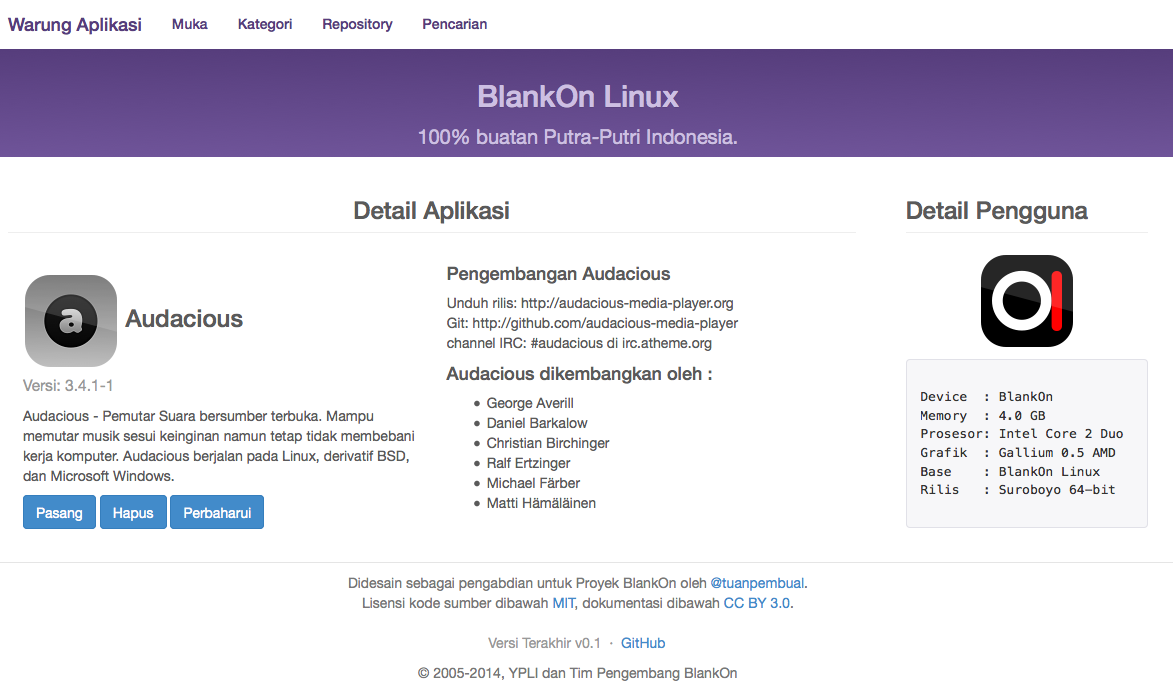 Warung Aplikasi Muka Kategori Repository Pencarian
BlankOn Linux
100% buatan Putra-Putri Indonesia.
Detail Aplikasi
a
Audacious
Versi: 3.4.1-1
Audacious - Pemutar Suara bersumber terbuka. Mampu
memutar musik sesui keinginan namun tetap tidak membebani
kerja komputer. Audacious berjalan pada Linux, derivatif BSD,
dan Microsoft Windows.
Pasang Hapus Perbaharui
Pengembangan Audacious
Unduh rilis: http://audacious-media-player.org
Git: http://github.com/audacious-media-player
channel IRC: #audacious di irc.atheme.org
Audacious dikembangkan oleh :
• George Averill
• Daniel Barkalow
• Christian Birchinger
• Ralf Ertzinger
• Michael Färber
• Matti Hämäläinen
Detail Pengguna
Device : BlankOn
Memory : 4.0 GB
Prosesor: Intel Core 2 Duo
Grafik : Gallium 0.5 AMD
Base : BlankOn Linux
Rilis : Suroboyo 64-bit
Didesain sebagai pengabdian untuk Proyek BlankOn oleh @tuanpembual.
Lisensi kode sumber dibawah MIT, dokumentasi dibawah CC BY 3.0.
Versi Terakhir v0.1 · GitHub
© 2005-2014, YPLI dan Tim Pengembang BlankOn